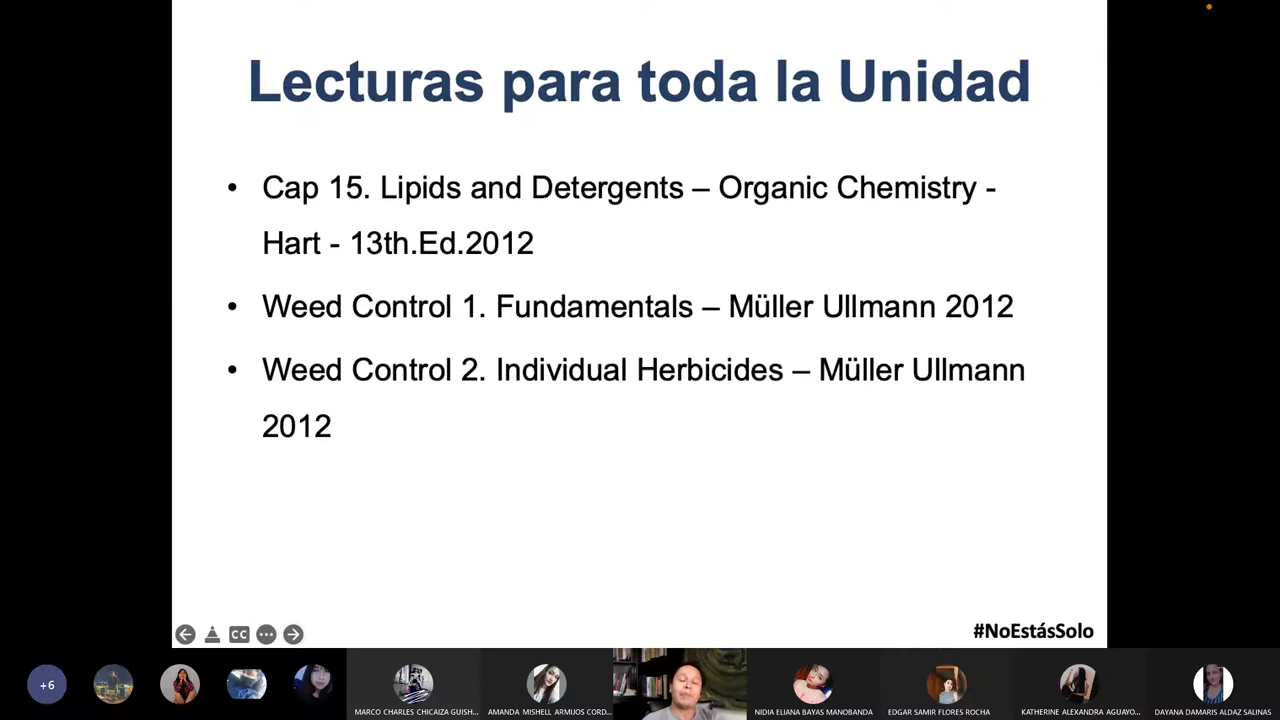 Lecturas para toda la Unidad
• Cap 15. Lipids and Detergents – Organic Chemistry -
Hart - 13th.Ed.2012
• Weed Control 1. Fundamentals – Müller Ullmann 2012
• Weed Control 2. Individual Herbicides – Müller Ullmann
2012
CC
#NoEstásSolo
+6
MARCO CHARLES CHICAIZA GUISH...
AMANDA MISHELL ARMIJOS CORD...
NIDIA ELIANA BAYAS MANOBANDA
EDGAR SAMIR FLORES ROCHA
KATHERINE ALEXANDRA AGUAYO...
DAYANA DAMARIS ALDAZ SALINAS